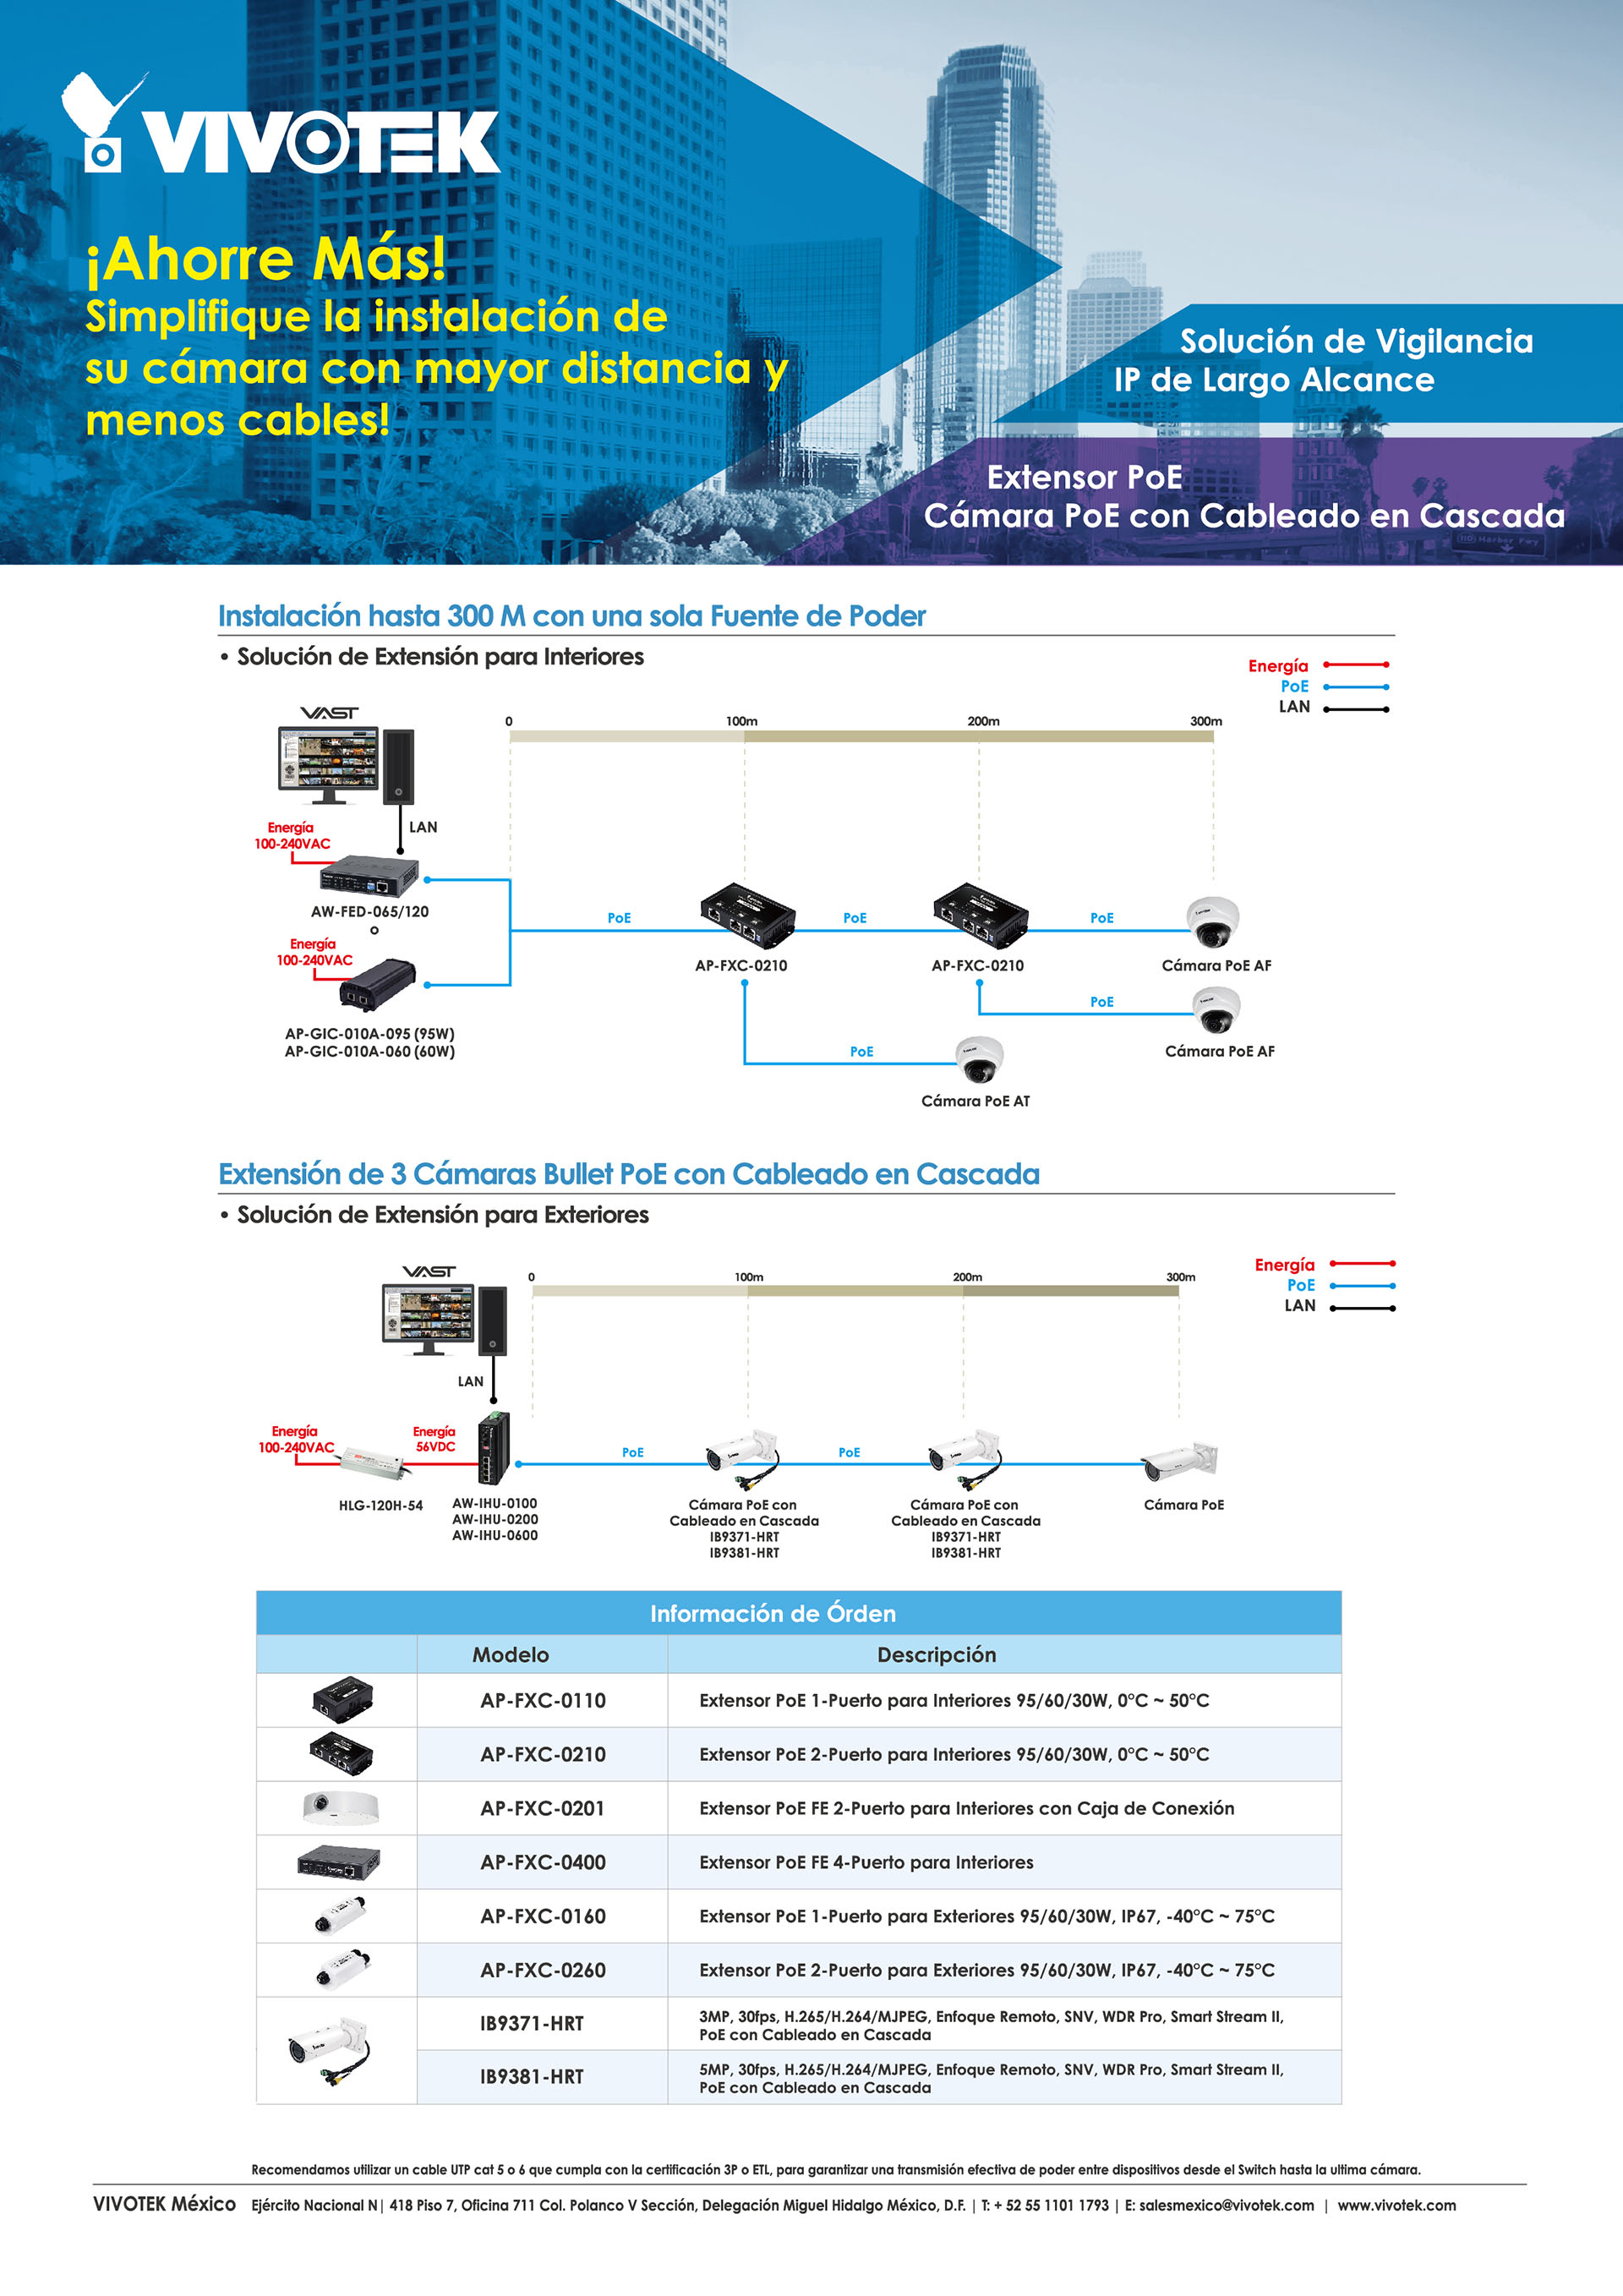 VIVOTEK
¡Ahorre Más!
Simplifique la instalación de
su cámara con mayor distancia y
menos cables!
Solución de Vigilancia
IP de Largo Alcance
Extensor PoE
Cámara PoE con Cableado en Cascada
110 Harbor Fwy
Instalación hasta 300 M con una sola Fuente de Poder
• Solución de Extensión para Interiores
Energía
PoE
LAN
VAST
0 100m 200m 300m
LAN
Energía
100-240VAC
AW-FED-065/120
o
Energía
100-240VAC
AP-GIC-010A-095 (95W)
AP-GIC-010A-060 (60W)
PoE PoE PoE
AP-FXC-0210 AP-FXC-0210 Cámara PoE AF
PoE
Cámara PoE AF
PoE
Cámara PoE AT
Extensión de 3 Cámaras Bullet PoE con Cableado en Cascada
• Solución de Extensión para Exteriores
Energía
PoE
LAN
VAST
0 100m 200m 300m
LAN
Energía
100-240VAC
Energía
56VDC
PoE PoE
HLG-120H-54
AW-IHU-0100
AW-IHU-0200
AW-IHU-0600
Cámara PoE con
Cableado en Cascada
IB9371-HRT
IB9381-HRT
Cámara PoE con
Cableado en Cascada
IB9371-HRT
IB9381-HRT
Cámara PoE
Información de Órden
Modelo Descripción
AP-FXC-0110 Extensor PoE 1-Puerto para Interiores 95/60/30W, 0°C ~ 50°C
AP-FXC-0210 Extensor PoE 2-Puerto para Interiores 95/60/30W, 0°C ~ 50°C
AP-FXC-0201 Extensor PoE FE 2-Puerto para Interiores con Caja de Conexión
AP-FXC-0400 Extensor PoE FE 4-Puerto para Interiores
AP-FXC-0160 Extensor PoE 1-Puerto para Exteriores 95/60/30W, IP67, -40°C ~ 75°C
AP-FXC-0260 Extensor PoE 2-Puerto para Exteriores 95/60/30W, IP67, -40°C ~ 75°C
IB9371-HRT 3MP, 30fps, H.265/H.264/MJPEG, Enfoque Remoto, SNV, WDR Pro, Smart Stream II,
PoE con Cableado en Cascada
IB9381-HRT 5MP, 30fps, H.265/H.264/MJPEG, Enfoque Remoto, SNV, WDR Pro, Smart Stream II,
PoE con Cableado en Cascada
Recomendamos utilizar un cable UTP cat 5 o 6 que cumpla con la certificación 3P o ETL, para garantizar una transmisión efectiva de poder entre dispositivos desde el Switch hasta la ultima cámara.
VIVOTEK México Ejército Nacional N| 418 Piso 7, Oficina 711 Col. Polanco V Sección, Delegación Miguel Hidalgo México, D.F. | T: + 52 55 1101 1793 | E: salesmexico@vivotek.com | www.vivotek.com